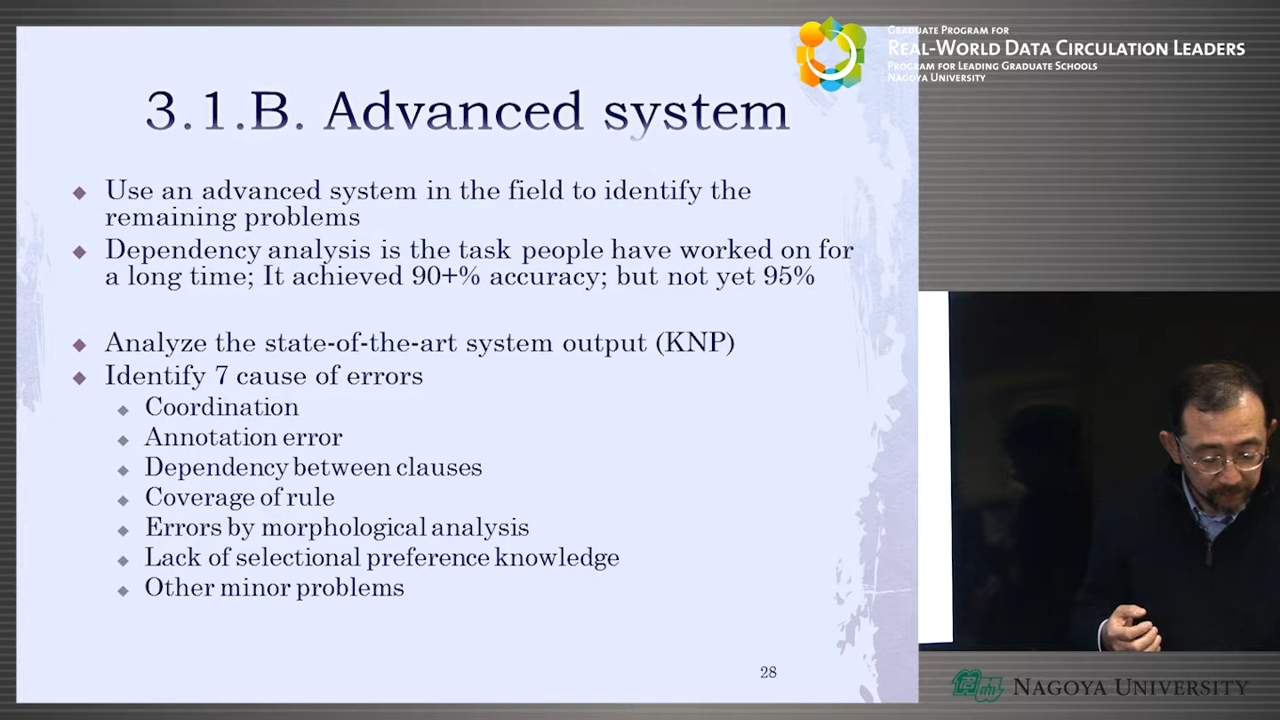 GRADUATE PROGRAM FOR
REAL-WORLD DATA CIRCULATION LEADERS
PROGRAM FOR LEADING GRADUATE SCHOOLS
NAGOYA UNIVERSITY
3.1.B. Advanced system
Use an advanced system in the field to identify the
remaining problems
Dependency analysis is the task people have worked on for
a long time; It achieved 90+% accuracy; but not yet 95%
Analyze the state-of-the-art system output (KNP)
Identify 7 cause of errors
Coordination
Annotation error
Dependency between clauses
Coverage of rule
Errors by morphological analysis
Lack of selectional preference knowledge
Other minor problems
28
NAGOYA UNIVERSITY